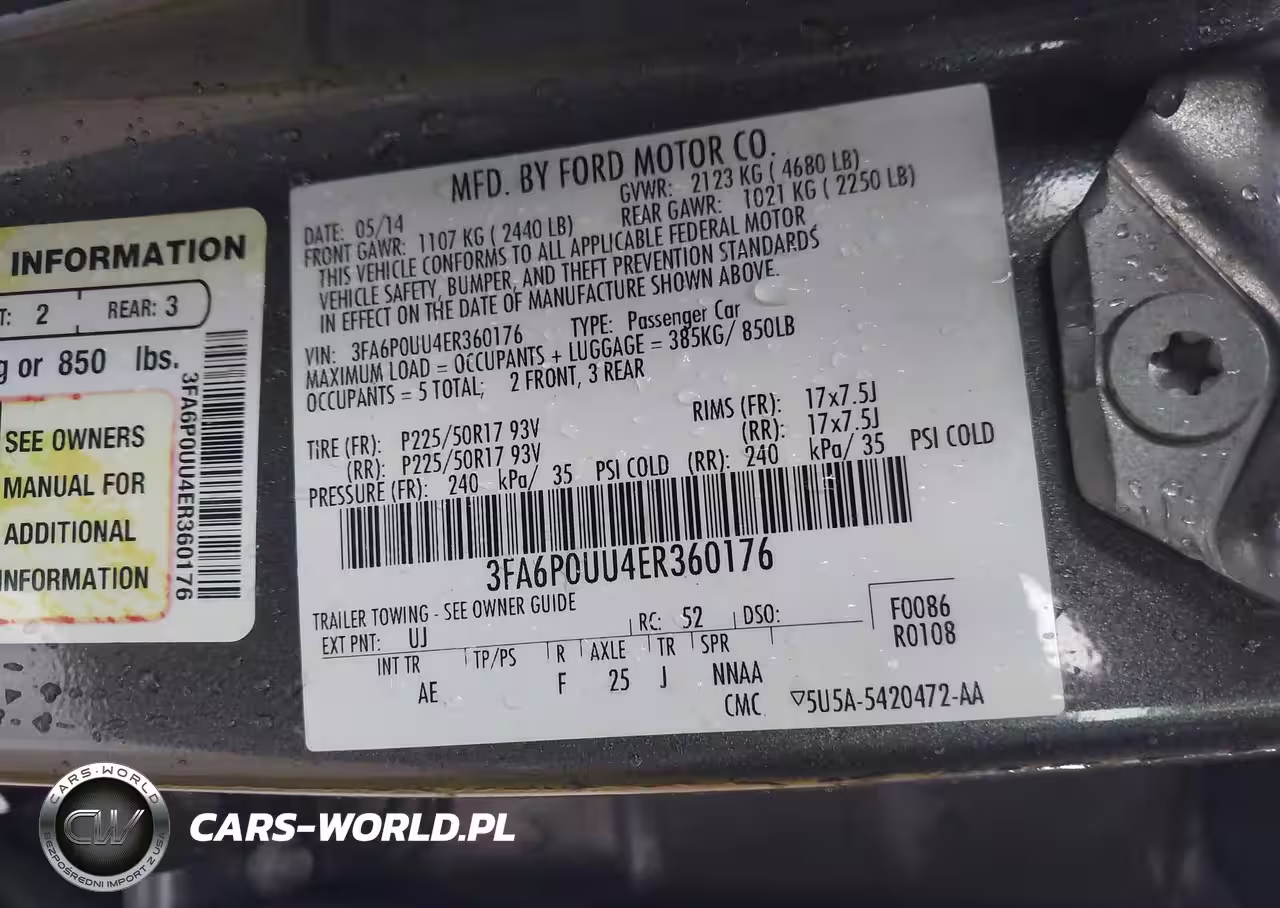 INFORMATION
T: 2 REAR: 3
g or 850 lbs.
SEE OWNERS
MANUAL FOR
ADDITIONAL
INFORMATION
3FA6P0UU4ER360176
MFD. BY FORD MOTOR CO.
DATE: 05/14 GVWR: 2123 KG ( 4680 LB)
FRONT GAWR: 1107 KG ( 2440 LB) REAR GAWR: 1021 KG ( 2250 LB)
THIS VEHICLE CONFORMS TO ALL APPLICABLE FEDERAL MOTOR
VEHICLE SAFETY, BUMPER, AND THEFT PREVENTION STANDARDS
IN EFFECT ON THE DATE OF MANUFACTURE SHOWN ABOVE.
VIN: 3FA6P0UU4ER360176 TYPE: Passenger Car
MAXIMUM LOAD = OCCUPANTS + LUGGAGE = 385KG/ 850LB
OCCUPANTS = 5 TOTAL; 2 FRONT, 3 REAR
TIRE (FR): P225/50R17 93V RIMS (FR): 17x7.5J
(RR): P225/50R17 93V (RR): 17x7.5J
PRESSURE (FR): 240 kPa/ 35 PSI COLD (RR): 240 kPa/ 35 PSI COLD
3FA6P0UU4ER360176
TRAILER TOWING - SEE OWNER GUIDE
EXT PNT: UJ RC: 52 DSO: F0086
R0108
INT TR TP/PS R AXLE TR SPR
AE F 25 J NNAA
CMC ▽5U5A-5420472-AA
CARS-WORLD
CW
BEZPOŚREDNI IMPORT Z USA
CARS-WORLD.PL